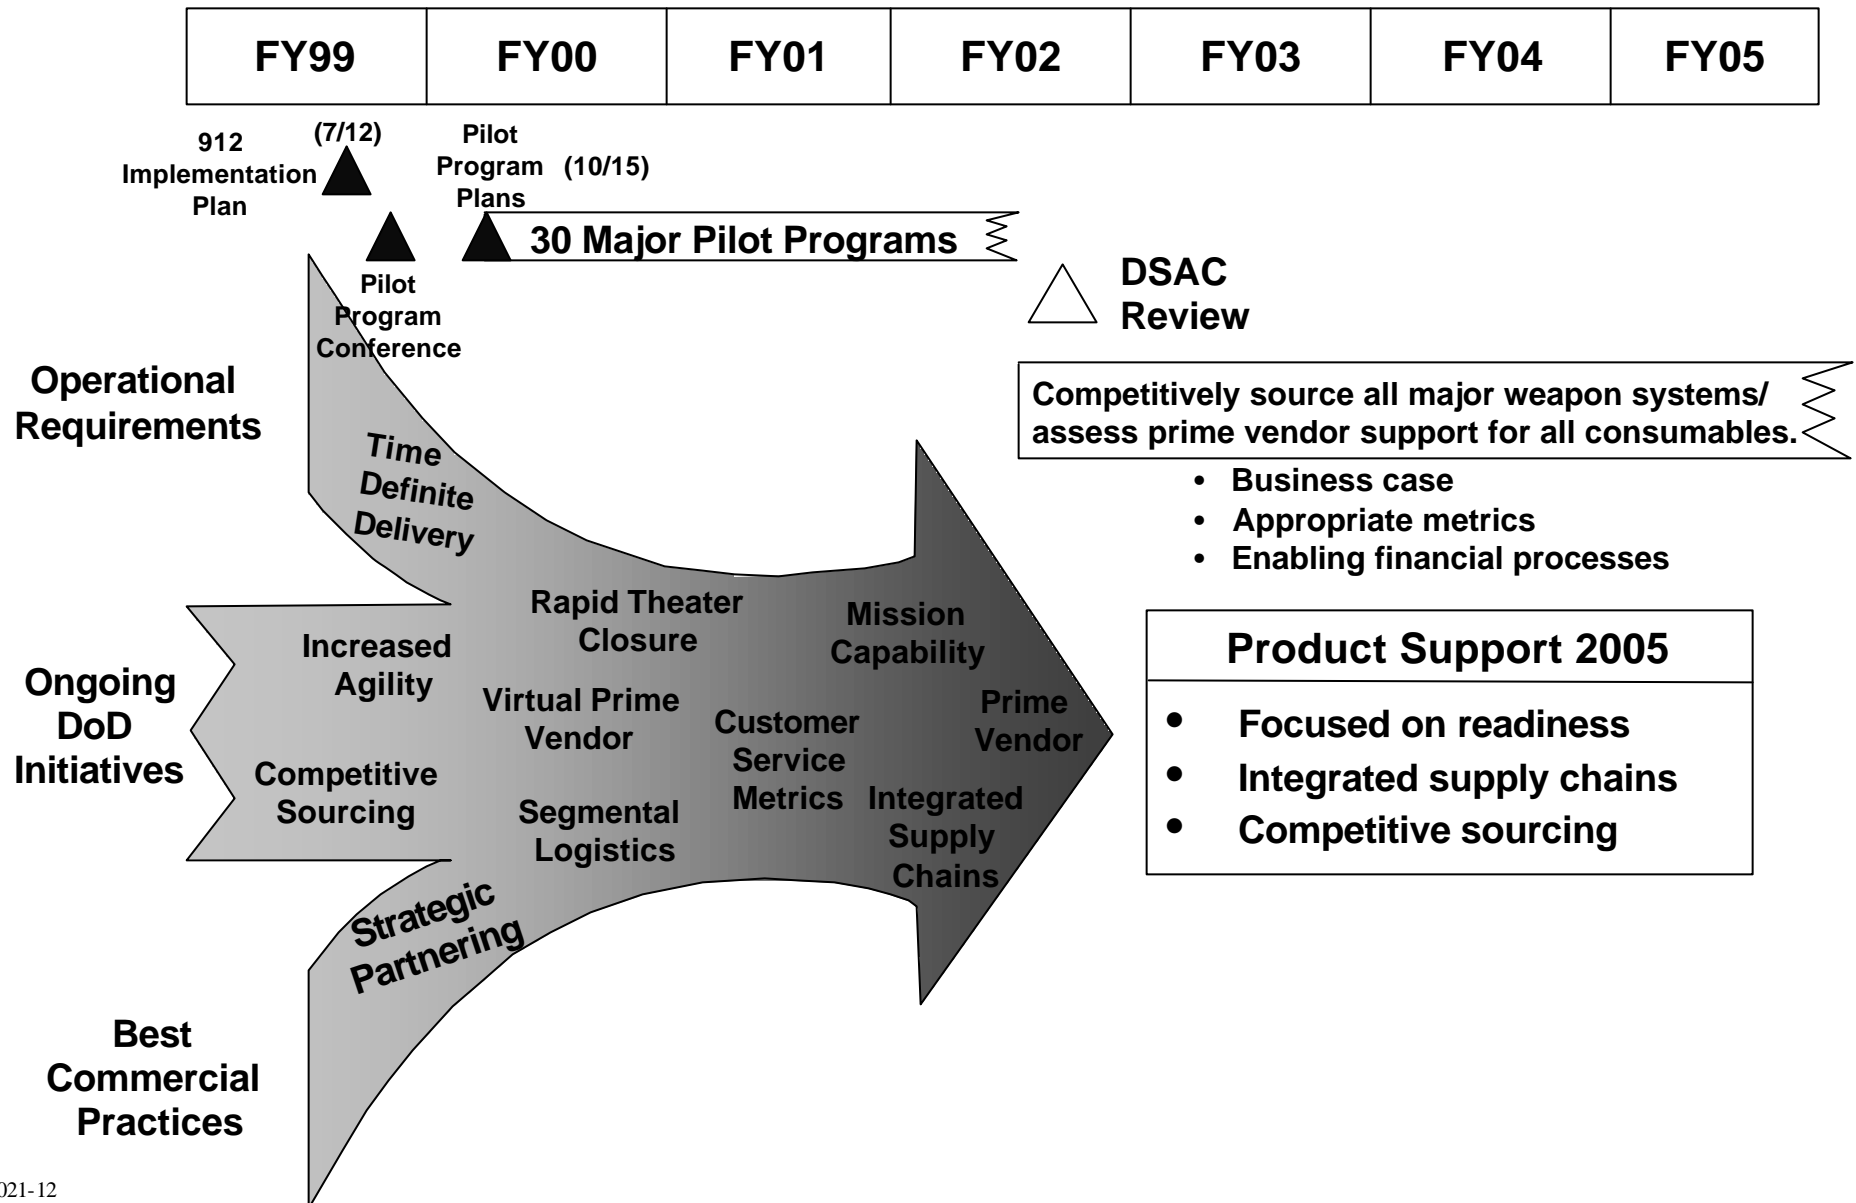 FY99 FY00 FY01 FY02 FY03 FY04 FY05
912
Implementation
Plan
(7/12)
Pilot
Program
Plans
(10/15)
30 Major Pilot Programs
Pilot
Program
Conference
DSAC
Review
Operational
Requirements
Competitively source all major weapon systems/
assess prime vendor support for all consumables.
• Business case
• Appropriate metrics
• Enabling financial processes
Time
Definite
Delivery
Rapid Theater
Closure
Mission
Capability
Increased
Agility
Ongoing
DoD
Initiatives
Virtual Prime
Vendor
Customer
Service
Metrics
Prime
Vendor
Competitive
Sourcing
Segmental
Logistics
Integrated
Supply
Chains
Product Support 2005
• Focused on readiness
• Integrated supply chains
• Competitive sourcing
Strategic
Partnering
Best
Commercial
Practices
021-12